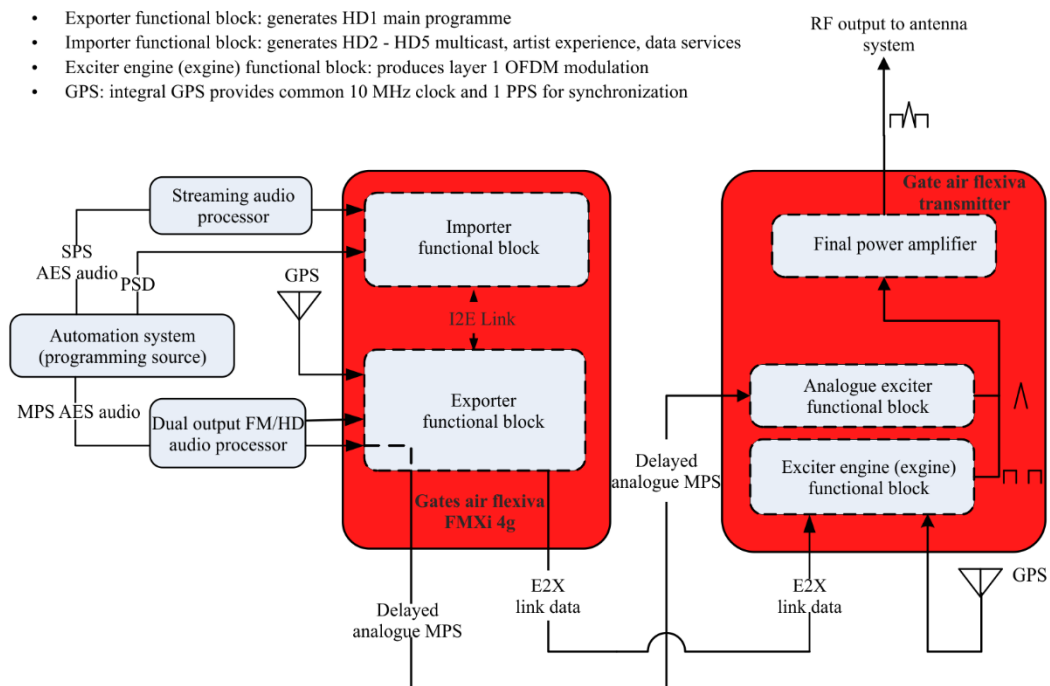 • Exporter functional block: generates HD1 main programme
• Importer functional block: generates HD2 - HD5 multicast, artist experience, data services
• Exciter engine (exgine) functional block: produces layer 1 OFDM modulation
• GPS: integral GPS provides common 10 MHz clock and 1 PPS for synchronization
RF output to antenna
system
Streaming audio
processor
SPS
AES audio
PSD
Automation system
(programming source)
MPS AES audio
Dual output FM/HD
audio processor
GPS
Importer
functional block
I2E Link
Exporter
functional block
Gates air flexiva
FMXi 4g
Delayed
analogue MPS
E2X
link data
Gate air flexiva
transmitter
Final power amplifier
Analogue exciter
functional block
Exciter engine (exgine)
functional block
Delayed
analogue MPS
E2X
link data
GPS